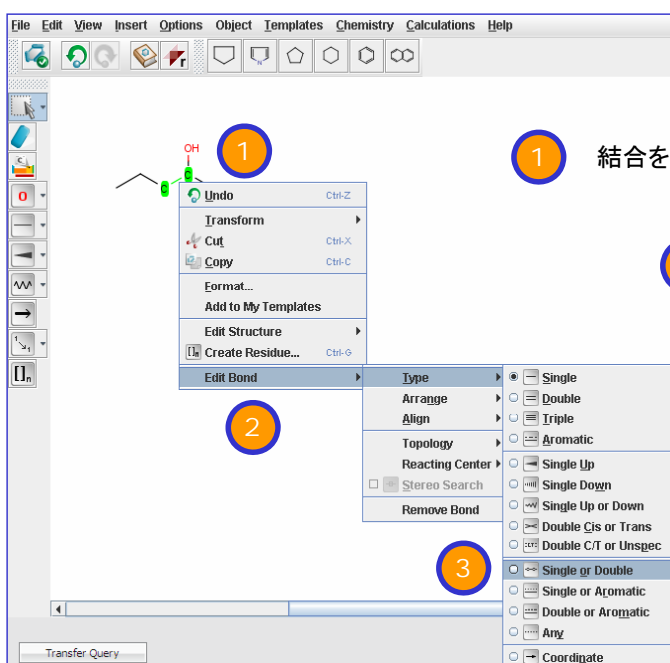 File Edit View Insert Options Object Templates Chemistry Calculations Help
OH
C C
1
1 結合を
Undo Ctrl-Z
Transform
Cut Ctrl-X
Copy Ctrl-C
Format...
Add to My Templates
Edit Structure
Create Residue... Ctrl-G
Edit Bond
2
Type
Arrange
Align
Topology
Reacting Center
Stereo Search
Remove Bond
Single
Double
Triple
Aromatic
Single Up
Single Down
Single Up or Down
Double Cis or Trans
Double C/T or Unspec
3
Single or Double
Single or Aromatic
Double or Aromatic
Any
Coordinate
Transfer Query